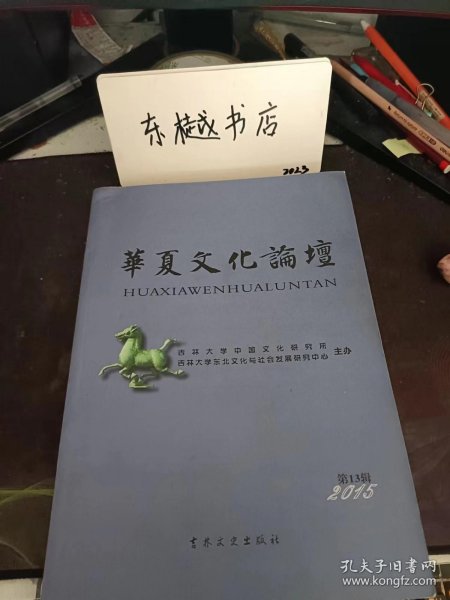 东樾书店
2023
華夏文化論壇
HUAXIAWENHUALUNTAN
吉林大学中国文化研究所
吉林大学东北文化与社会发展研究中心 主办
第13辑
2015
吉林文史出版社
孔夫子旧书网
www.kongfz.com